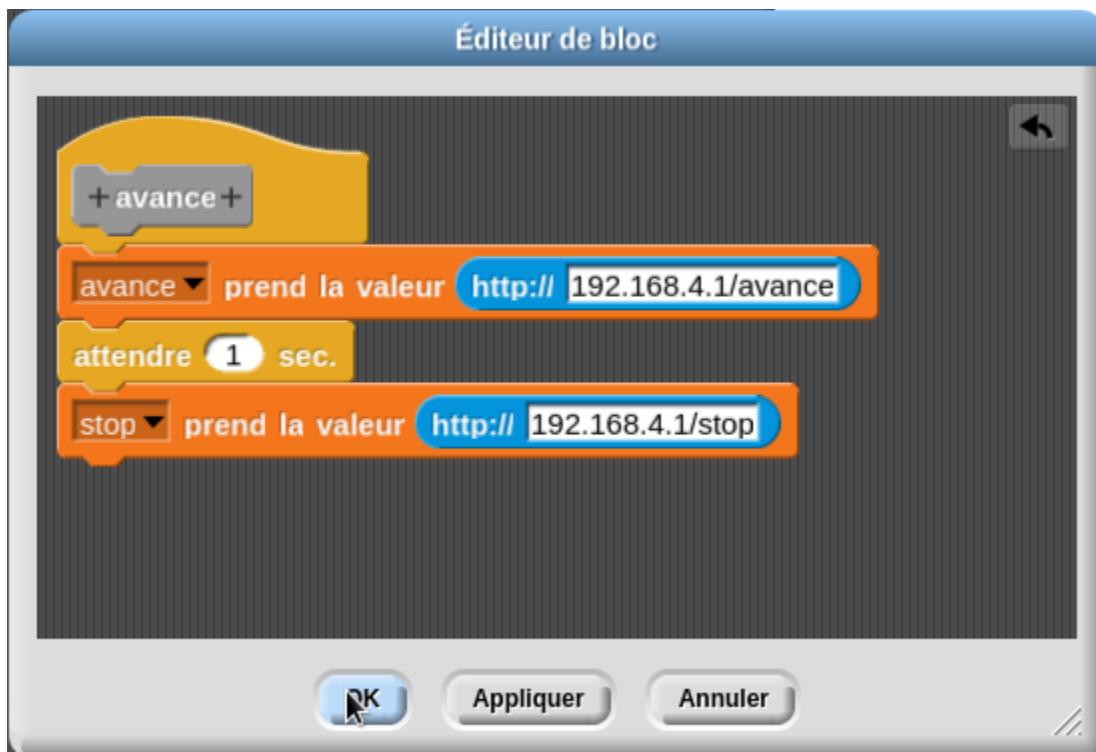 Éditeur de bloc
+ avance +
avance prend la valeur http:// 192.168.4.1/avance
attendre 1 sec.
stop prend la valeur http:// 192.168.4.1/stop
OK Appliquer Annuler